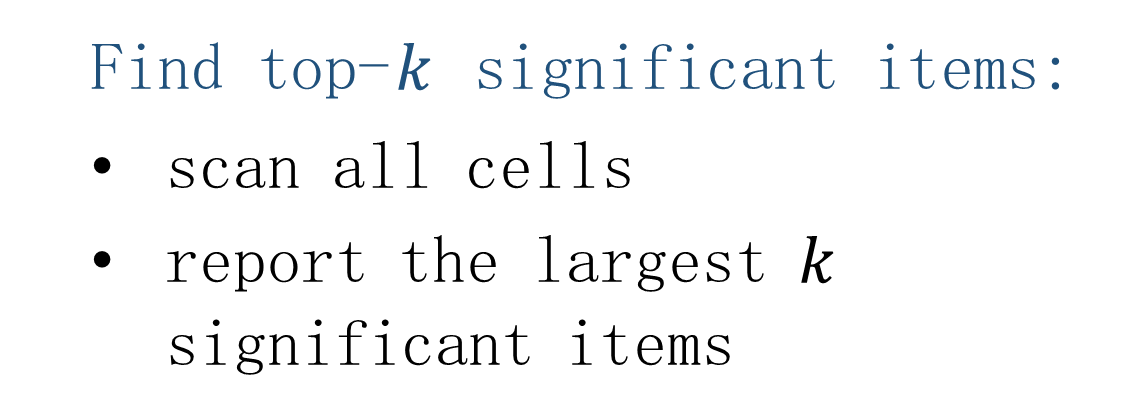 Find top-k significant items:
• scan all cells
• report the largest k
significant items